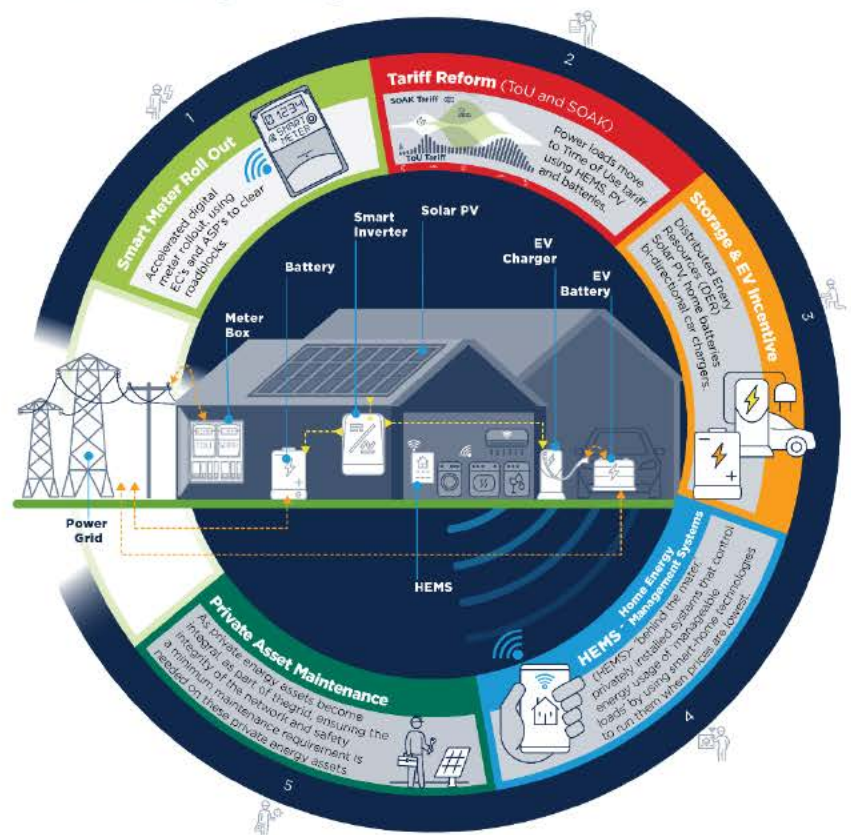 1
Smart Meter Roll Out
Accelerated digital
meter rollout, using
EC's and ASP's to clear
roadblocks.
01234
SMART
METER
2
Tariff Reform (ToU and SOAK)
SOAK Tariff
ToU Tariff
Power loads move
to Time of Use tariff
using HEMS, PV
and batteries.
3
Storage & EV Incentive
Distributed Enery
Resources (DER)
Solar PV, home batteries
bi-directional car chargers.
4
HEMS - Home Energy
Management Systems
(HEMS)- "behind the meter,
privately installed systems that control
energy usage of manageable
loads' by using smart-home technologies
to run them when prices are lowest.
5
Private Asset Maintenance
As private energy assets become
integral, as part of thegrid, ensuring the
integrity of the network and safety
a minimum maintenance requirement is
needed on these private energy assets
Solar PV
Smart
Inverter
Battery
EV
Charger
EV
Battery
Meter
Box
Power
Grid
HEMS